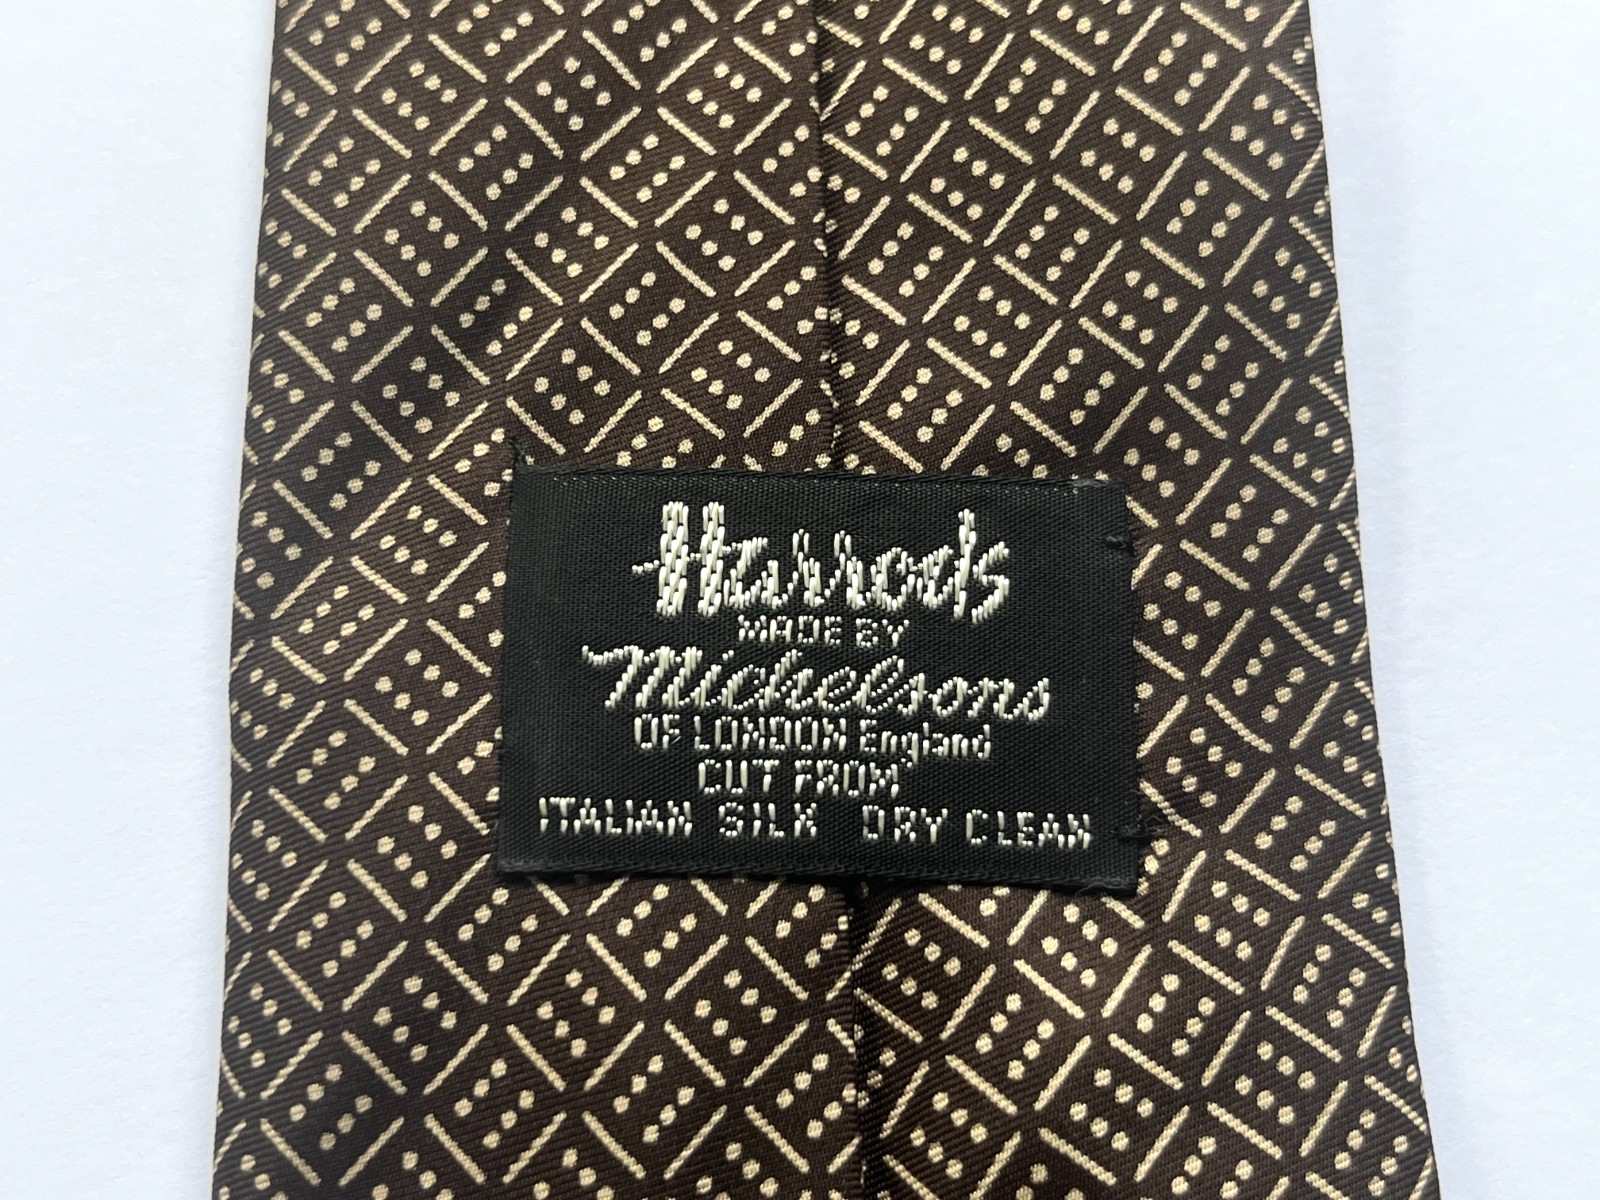 Harrods
MADE BY
Michelsons
OF LONDON England
CUT FROM
ITALIAN SILK DRY CLEAN